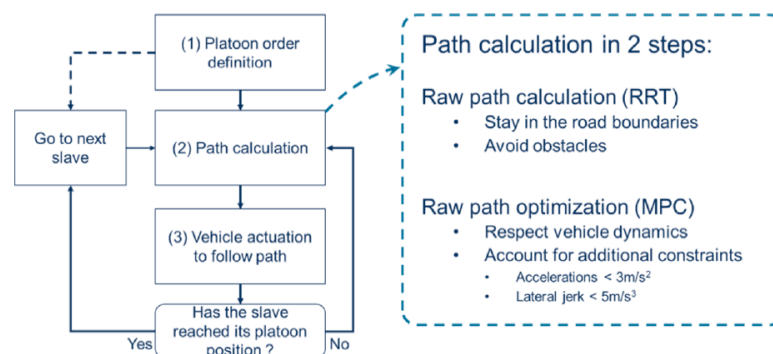 (1) Platoon order
definition
Go to next
slave
(2) Path calculation
(3) Vehicle actuation
to follow path
Has the slave
reached its platoon
position ?
Yes
No
Path calculation in 2 steps:
Raw path calculation (RRT)
• Stay in the road boundaries
• Avoid obstacles
Raw path optimization (MPC)
• Respect vehicle dynamics
• Account for additional constraints
• Accelerations < 3m/s²
• Lateral jerk < 5m/s³